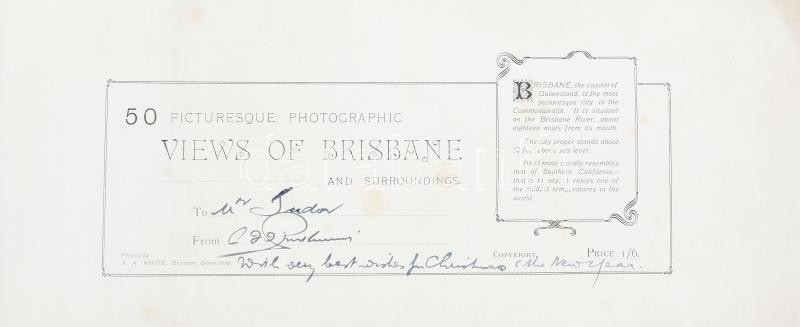 50 PICTURESQUE PHOTOGRAPHIC
VIEWS OF BRISBANE
AND SURROUNDINGS.
To Mr
From
Photos by
A. A. WHITE, Brisbane, Queensland.
With very best wishes for Christmas & the New Year.
COPYRIGHT.
PRICE 1/6.
BRISBANE, the capital of
Queensland, is the most
picturesque city in the
Commonwealth. It is situated
on the Brisbane River, about
eighteen miles from its mouth.
The city proper stands about
feet above sea level.
Its climate closely resembles
that of Southern California—
that is to say, it enjoys one of
the mildest temperatures in the
world.